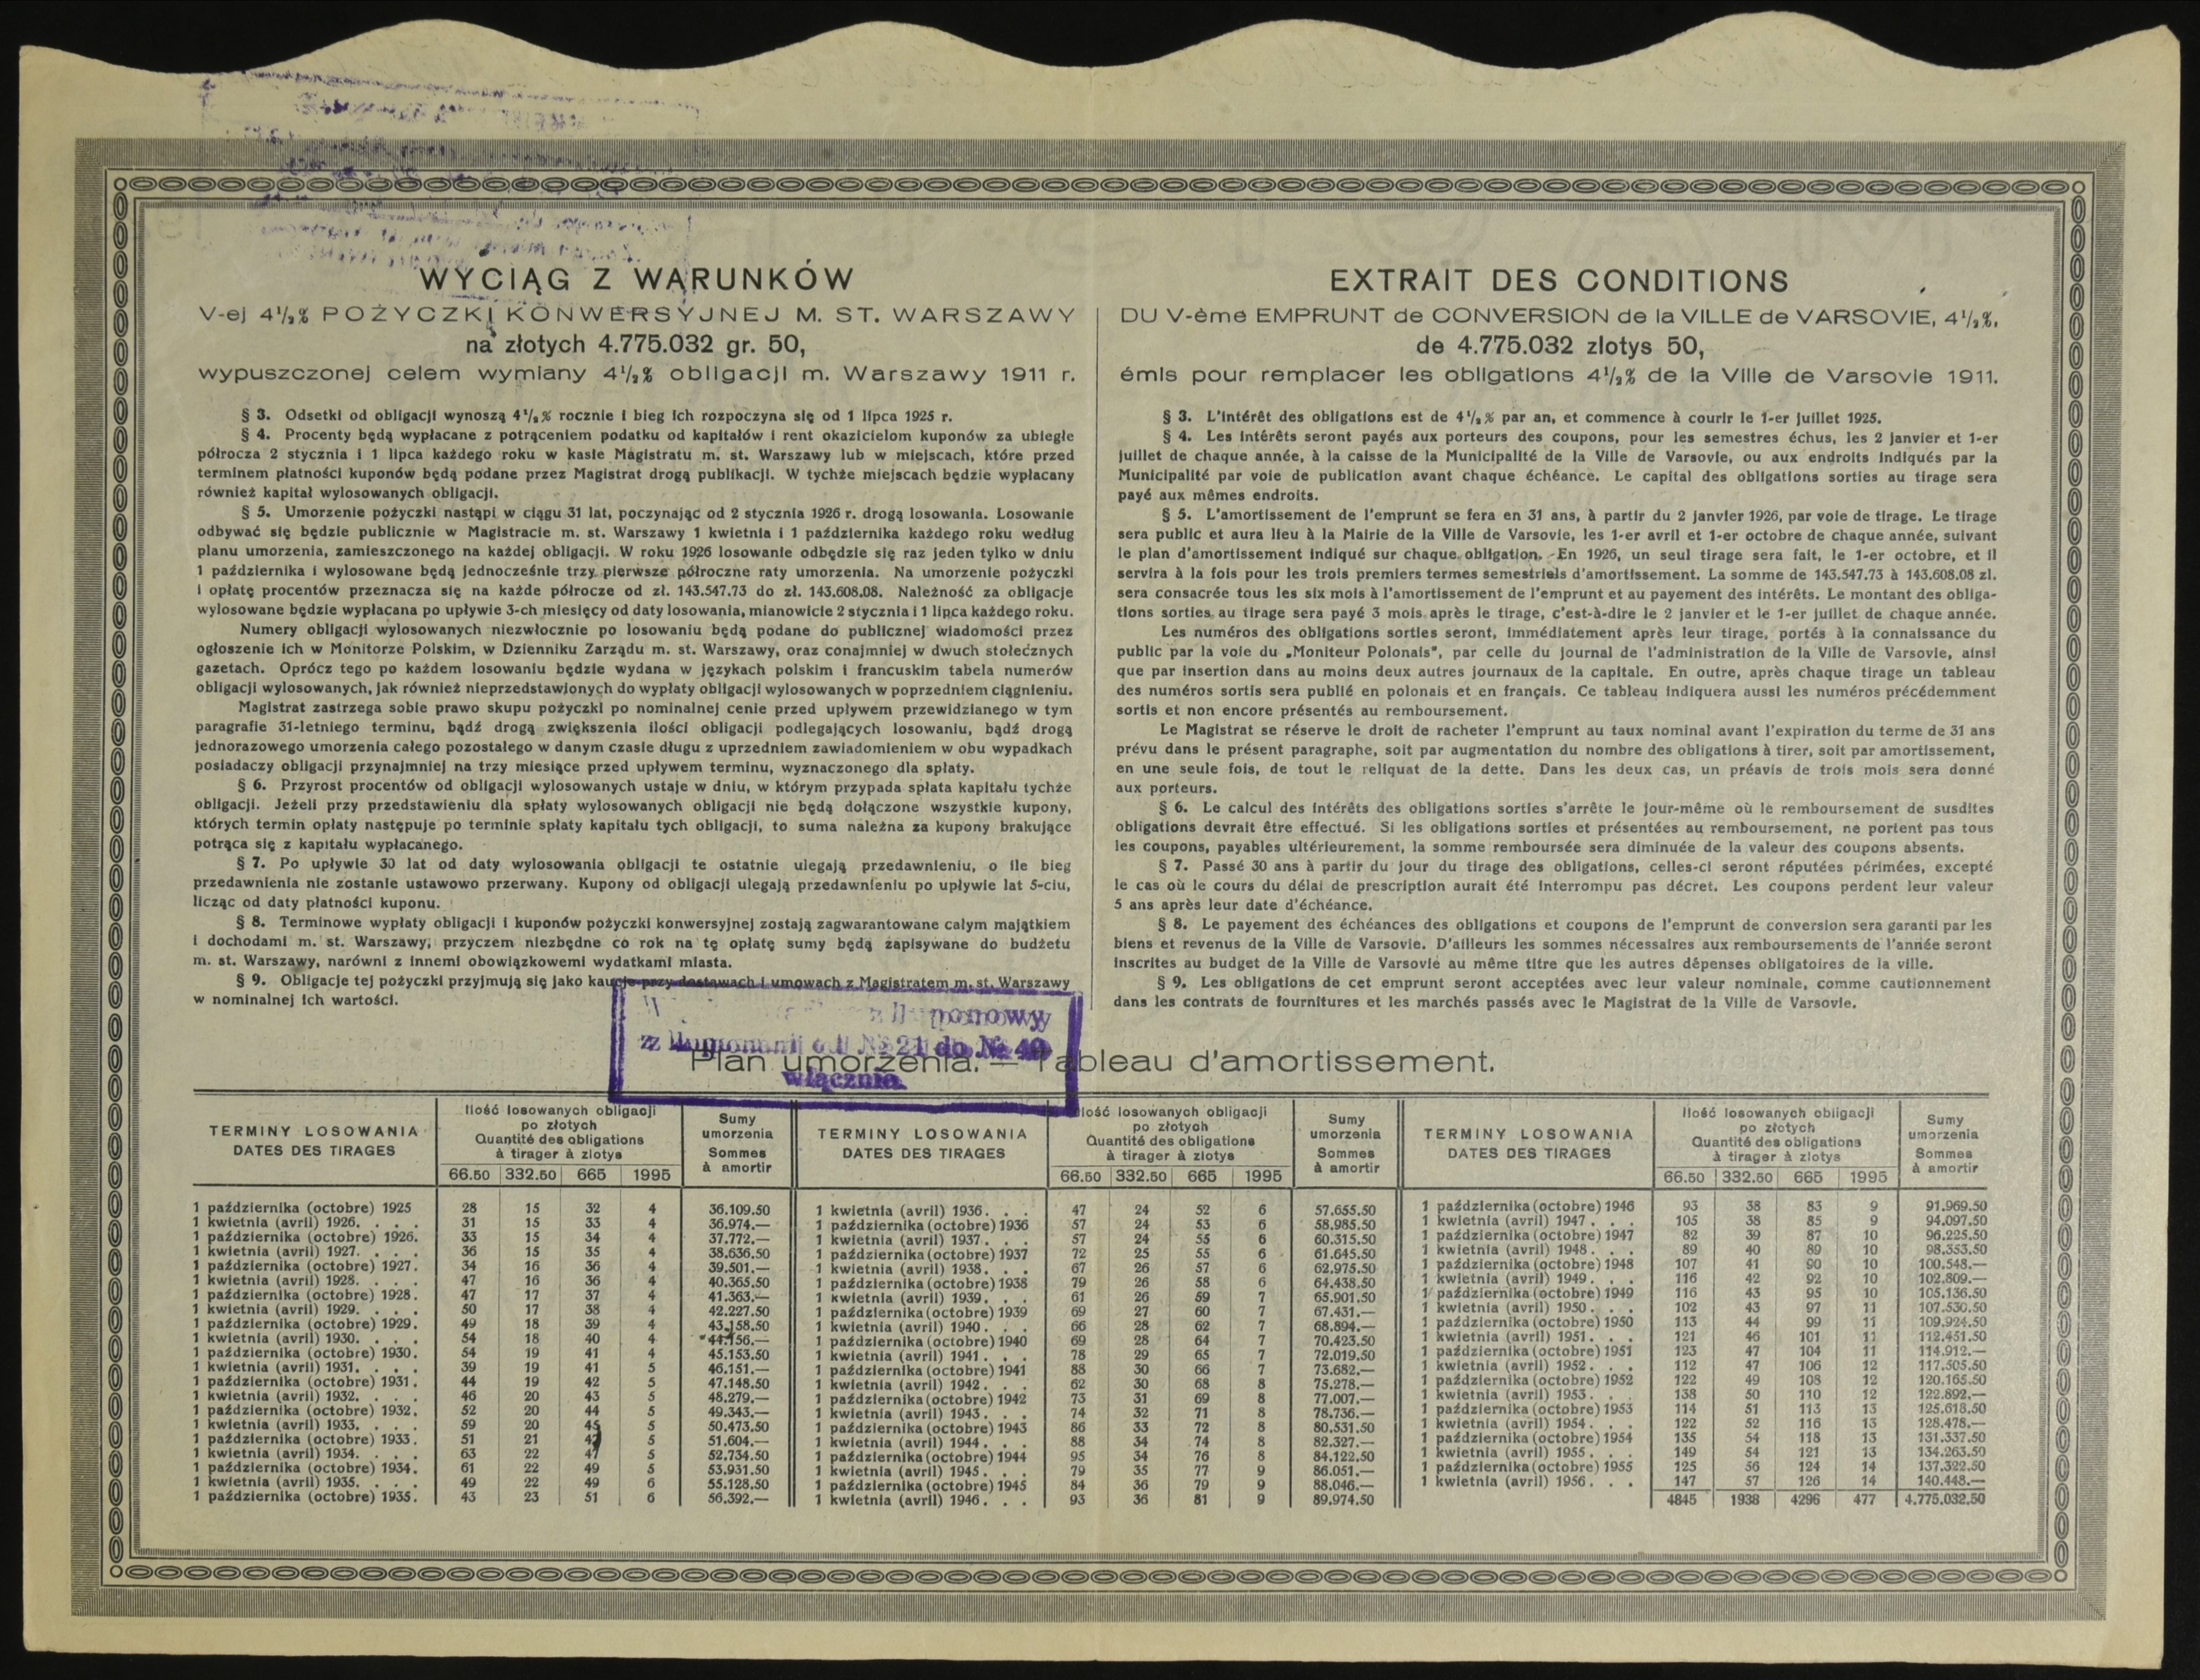 WYCIĄG Z WARUNKÓW
V-ej 4½% POŻYCZKI KONWERSYJNEJ M. ST. WARSZAWY
na złotych 4.775.032 gr. 50,
wypuszczonej celem wymiany 4½% obligacji m. Warszawy 1911 r.
§ 3. Odsetki od obligacji wynoszą 4½% rocznie i bieg ich rozpoczyna się od 1 lipca 1925 r.
§ 4. Procenty będą wypłacane z potrąceniem podatku od kapitałów i rent okazicielom kuponów za ubiegłe
półrocza 2 stycznia i 1 lipca każdego roku w kasie Magistratu m. st. Warszawy lub w miejscach, które przed
terminem płatności kuponów będą podane przez Magistrat drogą publikacji. W tychże miejscach będzie wypłacany
również kapitał wylosowanych obligacji.
§ 5. Umorzenie pożyczki nastąpi w ciągu 31 lat, poczynając od 2 stycznia 1926 r. drogą losowania. Losowanie
odbywać się będzie publicznie w Magistracie m. st. Warszawy 1 kwietnia i 1 października każdego roku według
planu umorzenia, zamieszczonego na każdej obligacji. W roku 1926 losowanie odbędzie się raz jeden tylko w dniu
1 października i wylosowane będą jednocześnie trzy pierwsze półroczne raty umorzenia. Na umorzenie pożyczki
i opłatę procentów przeznacza się na każde półrocze od zł. 143.547.73 do zł. 143.608.08. Należność za obligacje
wylosowane będzie wypłacana po upływie 3-ch miesięcy od daty losowania, mianowicie 2 stycznia i 1 lipca każdego roku.
Numery obligacji wylosowanych niezwłocznie po losowaniu będą podane do publicznej wiadomości przez
ogłoszenie ich w Monitorze Polskim, w Dzienniku Zarządu m. st. Warszawy, oraz conajmniej w dwuch stołecznych
gazetach. Oprócz tego po każdem losowaniu będzie wydana w językach polskim i francuskim tabela numerów
obligacji wylosowanych, jak również nieprzedstawionych do wypłaty obligacji wylosowanych w poprzedniem ciągnieniu.
Magistrat zastrzega sobie prawo skupu pożyczki po nominalnej cenie przed upływem przewidzianego w tym
paragrafie 31-letniego terminu, bądź drogą zwiększenia ilości obligacji podlegających losowaniu, bądź drogą
jednorazowego umorzenia całego pozostałego w danym czasie długu z uprzedniem zawiadomieniem w obu wypadkach
posiadaczy obligacji przynajmniej na trzy miesiące przed upływem terminu, wyznaczonego dla spłaty.
§ 6. Przyrost procentów od obligacji wylosowanych ustaje w dniu, w którym przypada spłata kapitału tychże
obligacji. Jeżeli przy przedstawieniu dla spłaty wylosowanych obligacji nie będą dołączone wszystkie kupony,
których termin opłaty następuje po terminie spłaty kapitału tych obligacji, to suma należna za kupony brakujące
potrąca się z kapitału wypłacanego.
§ 7. Po upływie 30 lat od daty wylosowania obligacji te ostatnie ulegają przedawnieniu, o ile bieg
przedawnienia nie zostanie ustawowo przerwany. Kupony od obligacji ulegają przedawnieniu po upływie lat 5-ciu,
licząc od daty płatności kuponu.
§ 8. Terminowe wypłaty obligacji i kuponów pożyczki konwersyjnej zostają zagwarantowane całym majątkiem
i dochodami m. st. Warszawy, przyczem niezbędne co rok na tę opłatę sumy będą zapisywane do budżetu
m. st. Warszawy, narówni z innemi obowiązkowemi wydatkami miasta.
§ 9. Obligacje tej pożyczki przyjmują się jako kaucje przy dostawach i umowach z Magistratem m. st. Warszawy
w nominalnej ich wartości.
EXTRAIT DES CONDITIONS
DU V-ème EMPRUNT de CONVERSION de la VILLE de VARSOVIE, 4½%,
de 4.775.032 zlotys 50,
émis pour remplacer les obligations 4½% de la Ville de Varsovie 1911.
§ 3. L'intérêt des obligations est de 4½% par an, et commence à courir le 1-er juillet 1925.
§ 4. Les intérêts seront payés aux porteurs des coupons, pour les semestres échus, les 2 janvier et 1-er
juillet de chaque année, à la caisse de la Municipalité de la Ville de Varsovie, ou aux endroits indiqués par la
Municipalité par voie de publication avant chaque échéance. Le capital des obligations sorties au tirage sera
payé aux mêmes endroits.
§ 5. L'amortissement de l'emprunt se fera en 31 ans, à partir du 2 janvier 1926, par voie de tirage. Le tirage
sera public et aura lieu à la Mairie de la Ville de Varsovie, les 1-er avril et 1-er octobre de chaque année, suivant
le plan d'amortissement indiqué sur chaque obligation. En 1926, un seul tirage sera fait, le 1-er octobre, et il
servira à la fois pour les trois premiers termes semestriels d'amortissement. La somme de 143.547.73 à 143.608.08 zl.
sera consacrée tous les six mois à l'amortissement de l'emprunt et au payement des intérêts. Le montant des obliga-
tions sorties au tirage sera payé 3 mois après le tirage, c'est-à-dire le 2 janvier et le 1-er juillet de chaque année.
Les numéros des obligations sorties seront, immédiatement après leur tirage, portés à la connaissance du
public par la voie du „Moniteur Polonais", par celle du journal de l'administration de la Ville de Varsovie, ainsi
que par insertion dans au moins deux autres journaux de la capitale. En outre, après chaque tirage un tableau
des numéros sortis sera publié en polonais et en français. Ce tableau indiquera aussi les numéros précédemment
sortis et non encore présentés au remboursement.
Le Magistrat se réserve le droit de racheter l'emprunt au taux nominal avant l'expiration du terme de 31 ans
prévu dans le présent paragraphe, soit par augmentation du nombre des obligations à tirer, soit par amortissement,
en une seule fois, de tout le reliquat de la dette. Dans les deux cas, un préavis de trois mois sera donné
aux porteurs.
§ 6. Le calcul des intérêts des obligations sorties s'arrête le jour-même où le remboursement de susdites
obligations devrait être effectué. Si les obligations sorties et présentées au remboursement, ne portent pas tous
les coupons, payables ultérieurement, la somme remboursée sera diminuée de la valeur des coupons absents.
§ 7. Passé 30 ans à partir du jour du tirage des obligations, celles-ci seront réputées périmées, excepté
le cas où le cours du délai de prescription aurait été interrompu pas décret. Les coupons perdent leur valeur
5 ans après leur date d'échéance.
§ 8. Le payement des échéances des obligations et coupons de l'emprunt de conversion sera garanti par les
biens et revenus de la Ville de Varsovie. D'ailleurs les sommes nécessaires aux remboursements de l'année seront
inscrites au budget de la Ville de Varsovie au même titre que les autres dépenses obligatoires de la ville.
§ 9. Les obligations de cet emprunt seront acceptées avec leur valeur nominale, comme cautionnement
dans les contrats de fournitures et les marchés passés avec le Magistrat de la Ville de Varsovie.
z kuponami od № 21 do № 40
włącznie.
Plan umorzenia. — Tableau d'amortissement.
TERMINY LOSOWANIA
DATES DES TIRAGES
Ilość losowanych obligacji
po złotych
Quantité des obligations
à tirager à zlotys
66.50 332.50 665 1995
Sumy
umorzenia
Sommes
à amortir
1 października (octobre) 1925 28 15 32 4 36.109.50
1 kwietnia (avril) 1926. . . . 31 15 33 4 36.974.—
1 października (octobre) 1926. 33 15 34 4 37.772.—
1 kwietnia (avril) 1927. . . . 36 15 35 4 38.636.50
1 października (octobre) 1927. 34 16 36 4 39.501.—
1 kwietnia (avril) 1928. . . . 47 16 36 4 40.365.50
1 października (octobre) 1928. 47 17 37 4 41.363.—
1 kwietnia (avril) 1929. . . . 50 17 38 4 42.227.50
1 października (octobre) 1929. 49 18 39 4 43.158.50
1 kwietnia (avril) 1930. . . . 54 18 40 4 44.156.—
1 października (octobre) 1930. 54 19 41 4 45.153.50
1 kwietnia (avril) 1931. . . . 39 19 41 5 46.151.—
1 października (octobre) 1931. 44 19 42 5 47.148.50
1 kwietnia (avril) 1932. . . . 46 20 43 5 48.279.—
1 października (octobre) 1932. 52 20 44 5 49.343.—
1 kwietnia (avril) 1933. . . . 59 20 45 5 50.473.50
1 października (octobre) 1933. 51 21 5 51.604.—
1 kwietnia (avril) 1934. . . . 63 22 47 5 52.734.50
1 października (octobre) 1934. 61 22 49 5 53.931.50
1 kwietnia (avril) 1935. . . . 49 22 49 6 55.128.50
1 października (octobre) 1935. 43 23 51 6 56.392.—
TERMINY LOSOWANIA
DATES DES TIRAGES
Ilość losowanych obligacji
po złotych
Quantité des obligations
à tirager à zlotys
66.50 332.50 665 1995
Sumy
umorzenia
Sommes
à amortir
1 kwietnia (avril) 1936. . . 47 24 52 6 57.655.50
1 października (octobre) 1936 57 24 53 6 58.985.50
1 kwietnia (avril) 1937. . . 57 24 55 6 60.315.50
1 października (octobre) 1937 72 25 55 6 61.645.50
1 kwietnia (avril) 1938. . . 67 26 57 6 62.975.50
1 października (octobre) 1938 79 26 58 6 64.438.50
1 kwietnia (avril) 1939. . . 61 26 59 7 65.901.50
1 października (octobre) 1939 69 27 60 7 67.431.—
1 kwietnia (avril) 1940. . . 66 28 62 7 68.894.—
1 października (octobre) 1940 69 28 64 7 70.423.50
1 kwietnia (avril) 1941. . . 78 29 65 7 72.019.50
1 października (octobre) 1941 88 30 66 7 73.682.—
1 kwietnia (avril) 1942. . . 62 30 68 8 75.278.—
1 października (octobre) 1942 73 31 69 8 77.007.—
1 kwietnia (avril) 1943. . . 74 32 71 8 78.736.—
1 października (octobre) 1943 86 33 72 8 80.531.50
1 kwietnia (avril) 1944. . . 88 34 74 8 82.327.—
1 października (octobre) 1944 95 34 76 8 84.122.50
1 kwietnia (avril) 1945. . . 79 35 77 9 86.051.—
1 października (octobre) 1945 84 36 79 9 88.046.—
1 kwietnia (avril) 1946. . . 93 36 81 9 89.974.50
TERMINY LOSOWANIA
DATES DES TIRAGES
Ilość losowanych obligacji
po złotych
Quantité des obligations
à tirager à zlotys
66.50 332.50 665 1995
Sumy
umorzenia
Sommes
à amortir
1 października (octobre) 1946 93 38 83 9 91.969.50
1 kwietnia (avril) 1947 . . . 105 38 85 9 94.097.50
1 października (octobre) 1947 82 39 87 10 96.225.50
1 kwietnia (avril) 1948. . . 89 40 89 10 98.353.50
1 października (octobre) 1948 107 41 90 10 100.548.—
1 kwietnia (avril) 1949. . . 116 42 92 10 102.809.—
1 października (octobre) 1949 116 43 95 10 105.136.50
1 kwietnia (avril) 1950. . . 102 43 97 11 107.530.50
1 października (octobre) 1950 113 44 99 11 109.924.50
1 kwietnia (avril) 1951. . . 121 46 101 11 112.451.50
1 października (octobre) 1951 123 47 104 11 114.912.—
1 kwietnia (avril) 1952. . . 112 47 106 12 117.505.50
1 października (octobre) 1952 122 49 108 12 120.165.50
1 kwietnia (avril) 1953. . . 138 50 110 12 122.892.—
1 października (octobre) 1953 114 51 113 13 125.618.50
1 kwietnia (avril) 1954. . . 122 52 116 13 128.478.—
1 października (octobre) 1954 135 54 118 13 131.337.50
1 kwietnia (avril) 1955. . . 149 54 121 13 134.263.50
1 października (octobre) 1955 125 56 124 14 137.322.50
1 kwietnia (avril) 1956. . . 147 57 126 14 140.448.—
4845 1938 4296 477 4.775.032.50